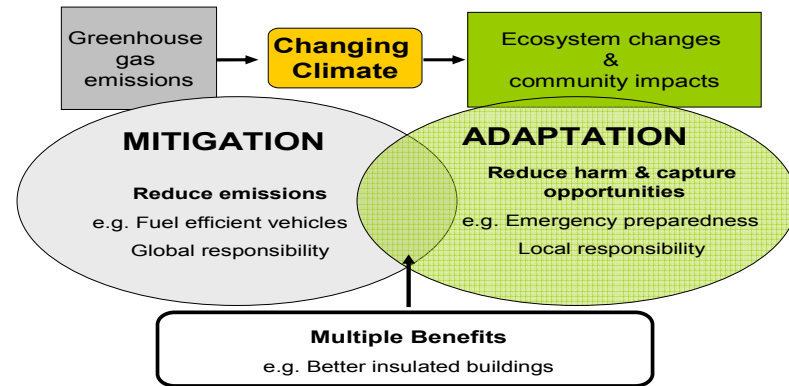 Greenhouse
gas
emissions
Changing
Climate
Ecosystem changes
&
community impacts
MITIGATION
Reduce emissions
e.g. Fuel efficient vehicles
Global responsibility
ADAPTATION
Reduce harm & capture
opportunities
e.g. Emergency preparedness
Local responsibility
Multiple Benefits
e.g. Better insulated buildings